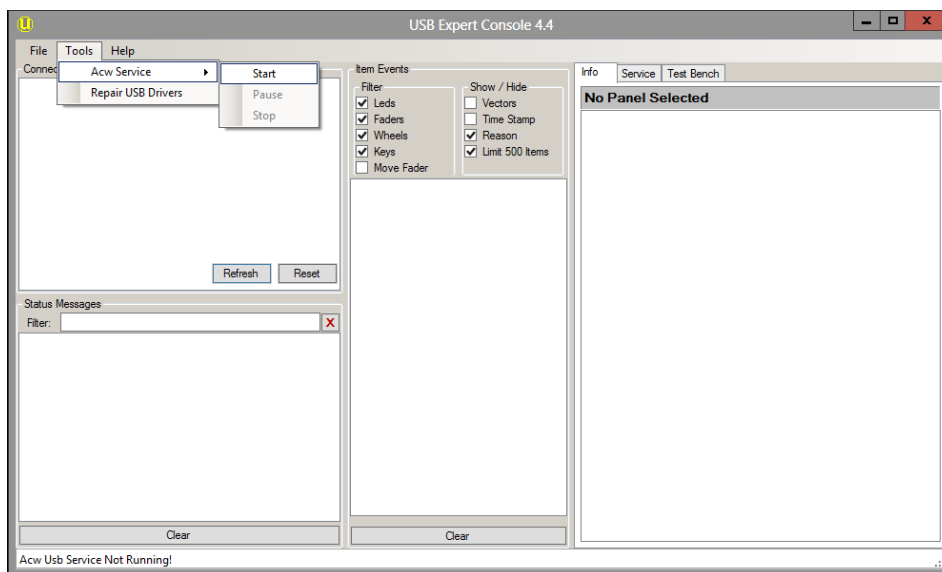 USB Expert Console 4.4
File Tools Help
Acw Service
Repair USB Drivers
Start
Pause
Stop
Refresh Reset
Status Messages
Filter:
X
Clear
Item Events
Filter
Leds
Faders
Wheels
Keys
Move Fader
Show / Hide
Vectors
Time Stamp
Reason
Limit 500 Items
Clear
Info Service Test Bench
No Panel Selected
Acw Usb Service Not Running!